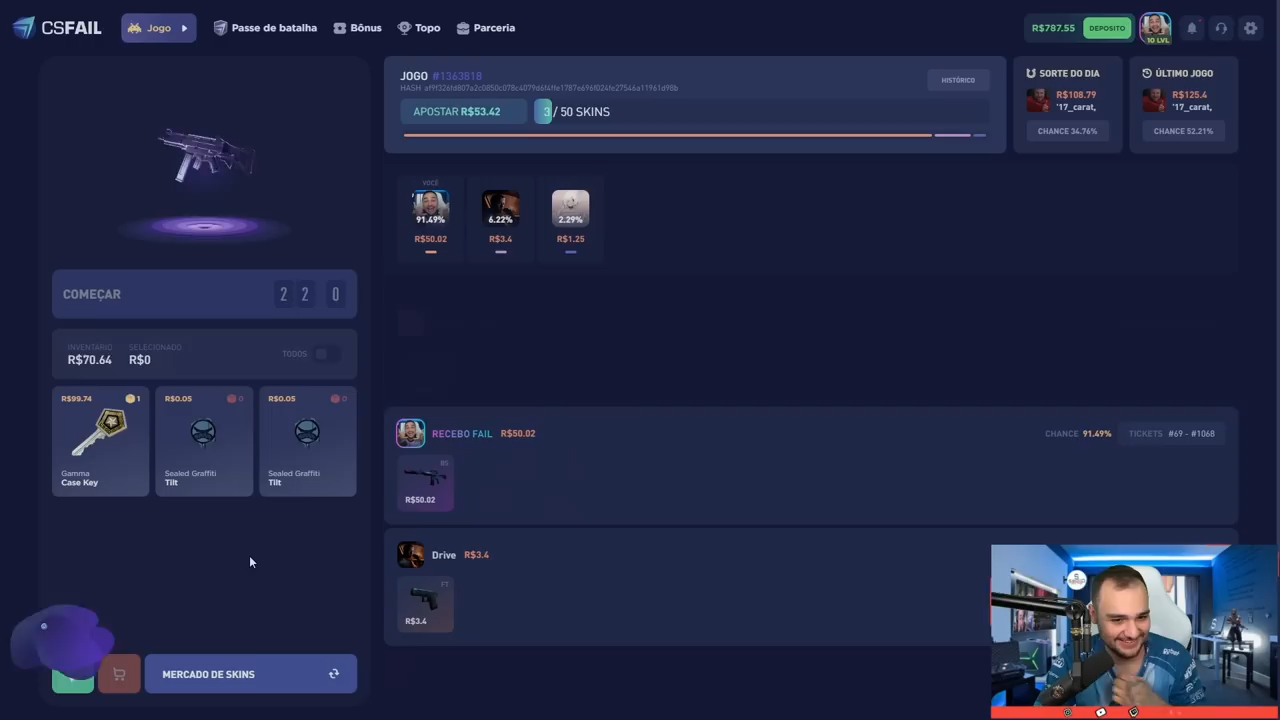 CSFAIL
Jogo
Passe de batalha
Bônus
Topo
Parceria
R$787.55
DEPOSITO
10 LVL
JOGO #1363818
HASH
HISTÓRICO
APOSTAR R$53.42
3 / 50 SKINS
SORTE DO DIA
R$108.79
'17_carat,
CHANCE 34.76%
ÚLTIMO JOGO
R$125.4
'17_carat,
CHANCE 52.21%
VOCÊ
91.49%
R$50.02
6.22%
R$3.4
2.29%
R$1.25
COMEÇAR
2 2 0
INVENTÁRIO
R$70.64
SELECIONADO
R$0
TODOS
R$99.74
1
Gamma
Case Key
R$0.05
0
Sealed Graffiti
Tilt
R$0.05
0
Sealed Graffiti
Tilt
RECEBO FAIL R$50.02
CHANCE 91.49%
TICKETS #69 - #1068
BS
R$50.02
Drive R$3.4
FT
R$3.4
MERCADO DE SKINS